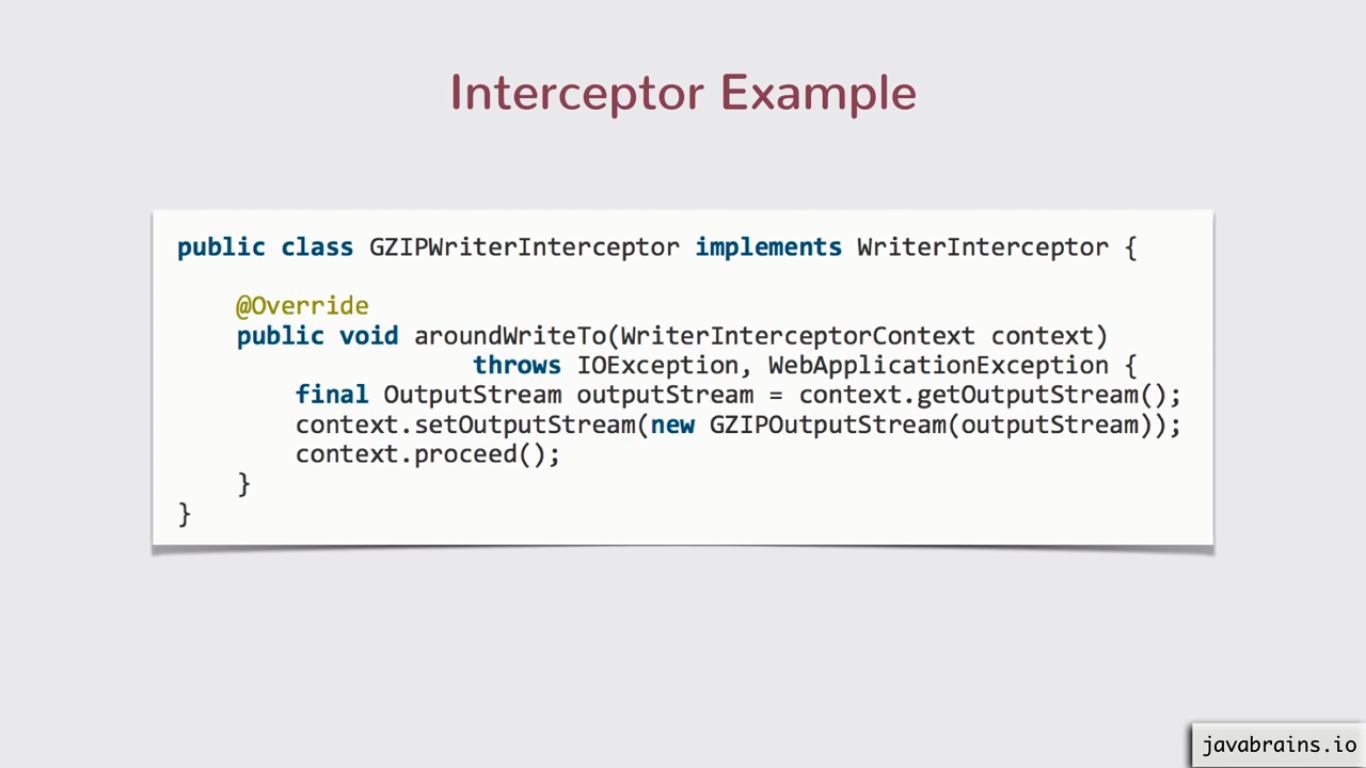 Interceptor Example
public class GZIPWriterInterceptor implements WriterInterceptor {
@Override
public void aroundWriteTo(WriterInterceptorContext context)
throws IOException, WebApplicationException {
final OutputStream outputStream = context.getOutputStream();
context.setOutputStream(new GZIPOutputStream(outputStream));
context.proceed();
}
}
javabrains.io